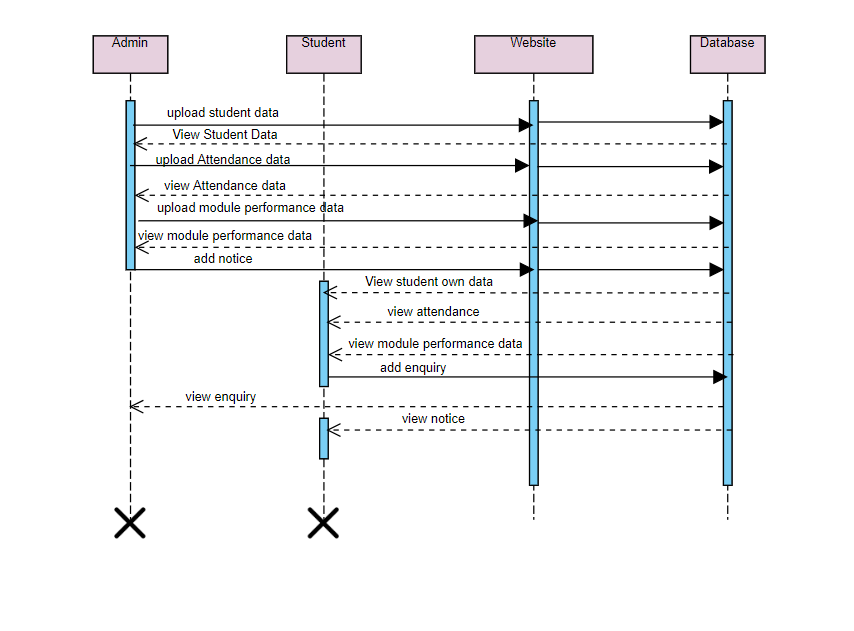 Admin
Student
Website
Database
upload student data
View Student Data
upload Attendance data
view Attendance data
upload module performance data
view module performance data
add notice
View student own data
view attendance
view module performance data
add enquiry
view enquiry
view notice